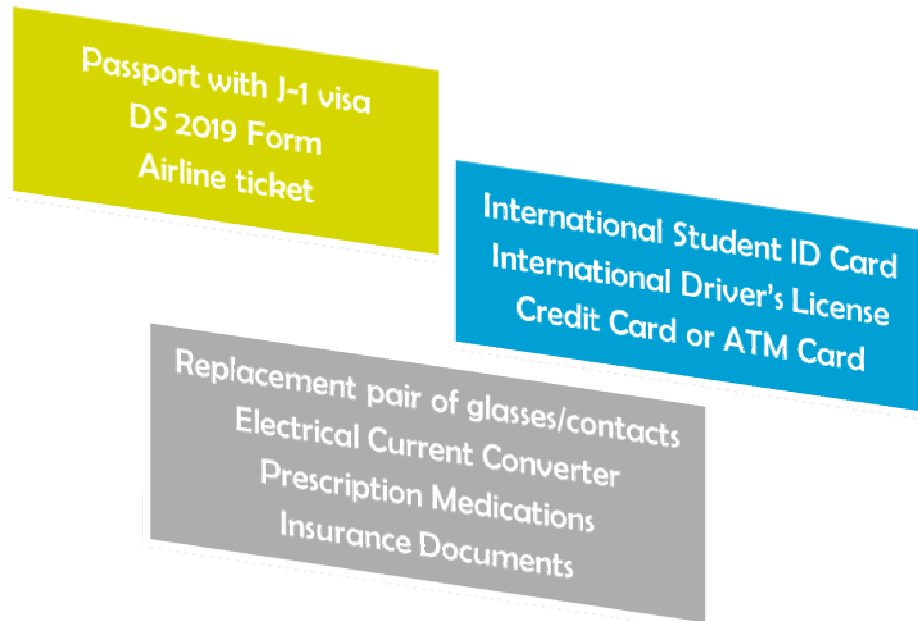 Passport with J-1 visa
DS 2019 Form
Airline ticket
International Student ID Card
International Driver's License
Credit Card or ATM Card
Replacement pair of glasses/contacts
Electrical Current Converter
Prescription Medications
Insurance Documents